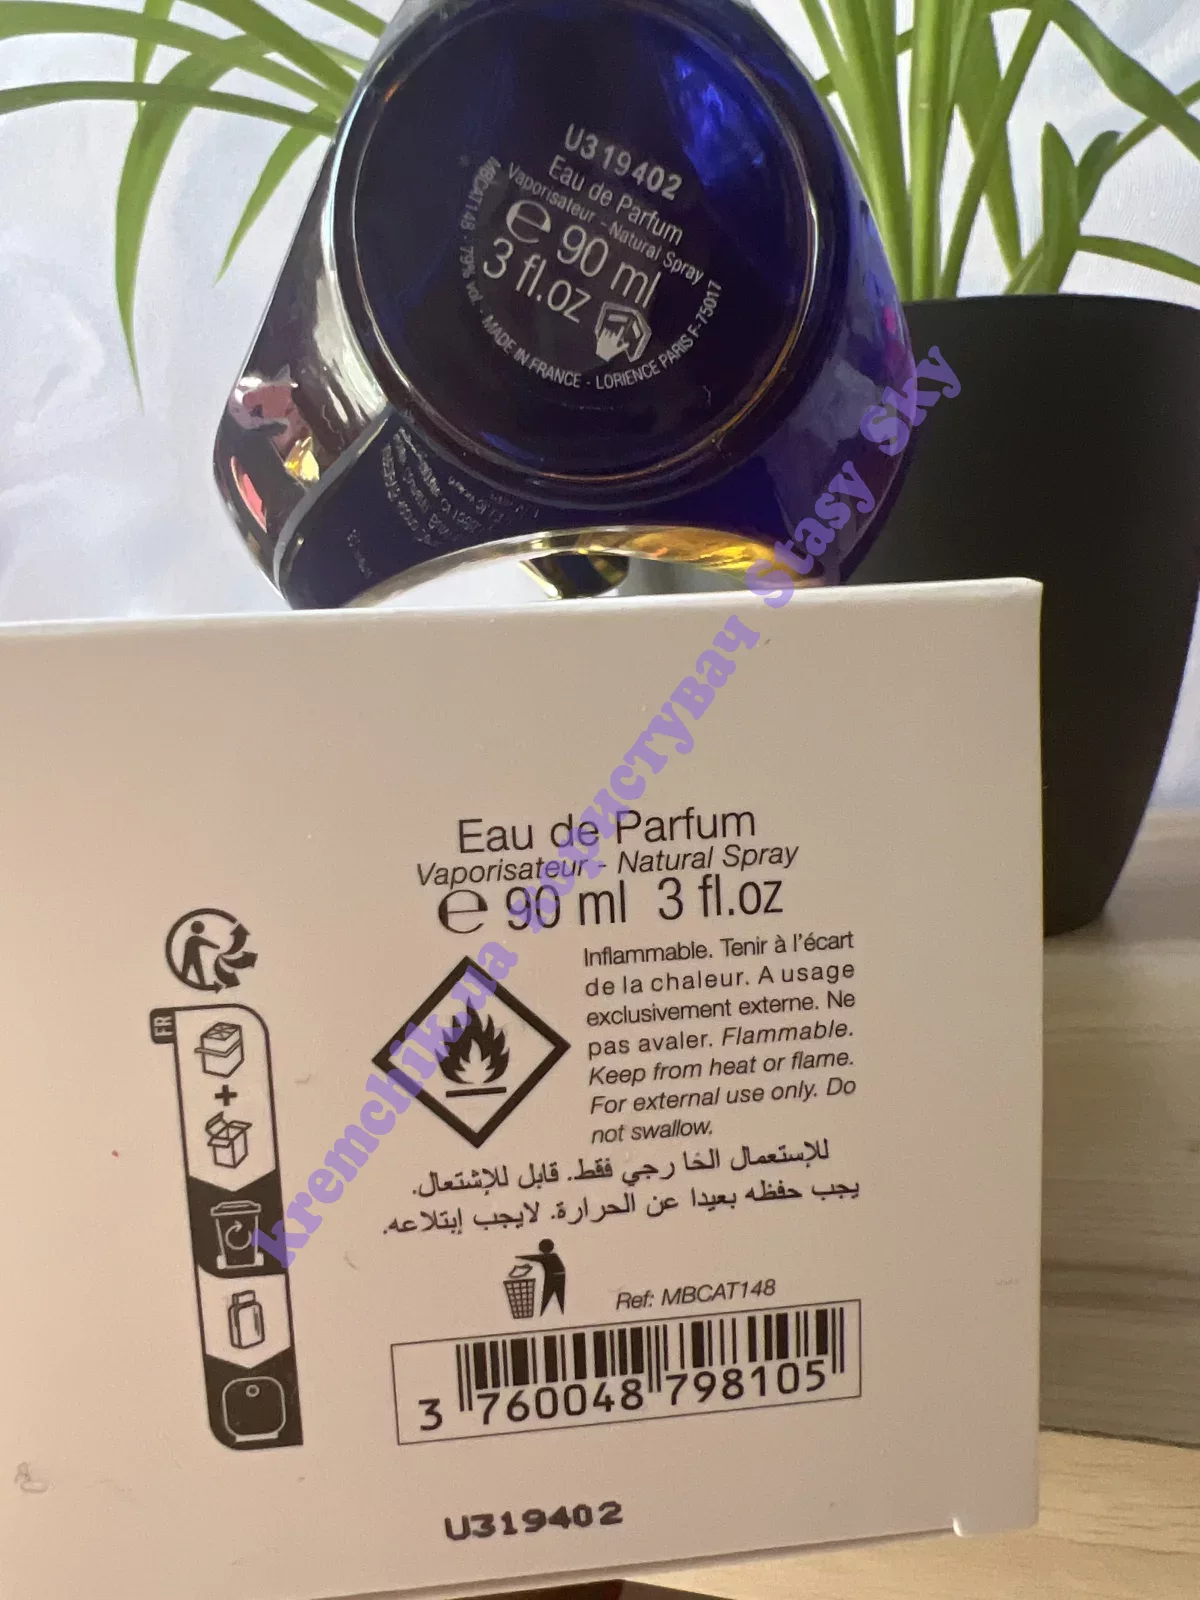 U319402
Eau de Parfum
Vaporisateur - Natural Spray
e 90 ml
3 fl.oz
MBCAT148 · 79% vol · MADE IN FRANCE - LORIENCE PARIS F-75017
Eau de Parfum
Vaporisateur - Natural Spray
e 90 ml 3 fl.oz
Inflammable. Tenir à l'écart
de la chaleur. A usage
exclusivement externe. Ne
pas avaler. Flammable.
Keep from heat or flame.
For external use only. Do
not swallow.
للإستعمال الخارجي فقط. قابل للإشتعال.
يجب حفظه بعيدا عن الحرارة. لايجب إبتلاعه.
FR
+
Ref: MBCAT148
3 760048 798105
U319402
kremchik.ua користувач Stasy Sky